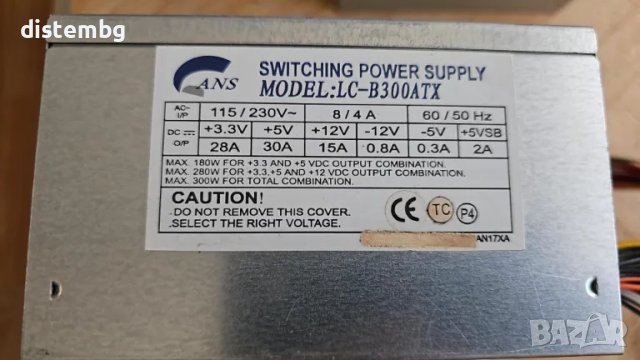 distembg
ANS
SWITCHING POWER SUPPLY
MODEL:LC-B300ATX
AC- I/P 115/230V~ 8/4A 60/50Hz
DC O/P +3.3V +5V +12V -12V -5V +5VSB
28A 30A 15A 0.8A 0.3A 2A
MAX. 180W FOR +3.3 AND +5 VDC OUTPUT COMBINATION.
MAX. 280W FOR +3.3,+5 AND +12 VDC OUTPUT COMBINATION.
MAX. 300W FOR TOTAL COMBINATION.
CAUTION!
DO NOT REMOVE THIS COVER.
SELECT THE RIGHT VOLTAGE.
CE TC P4
AN17XA
BAZAR